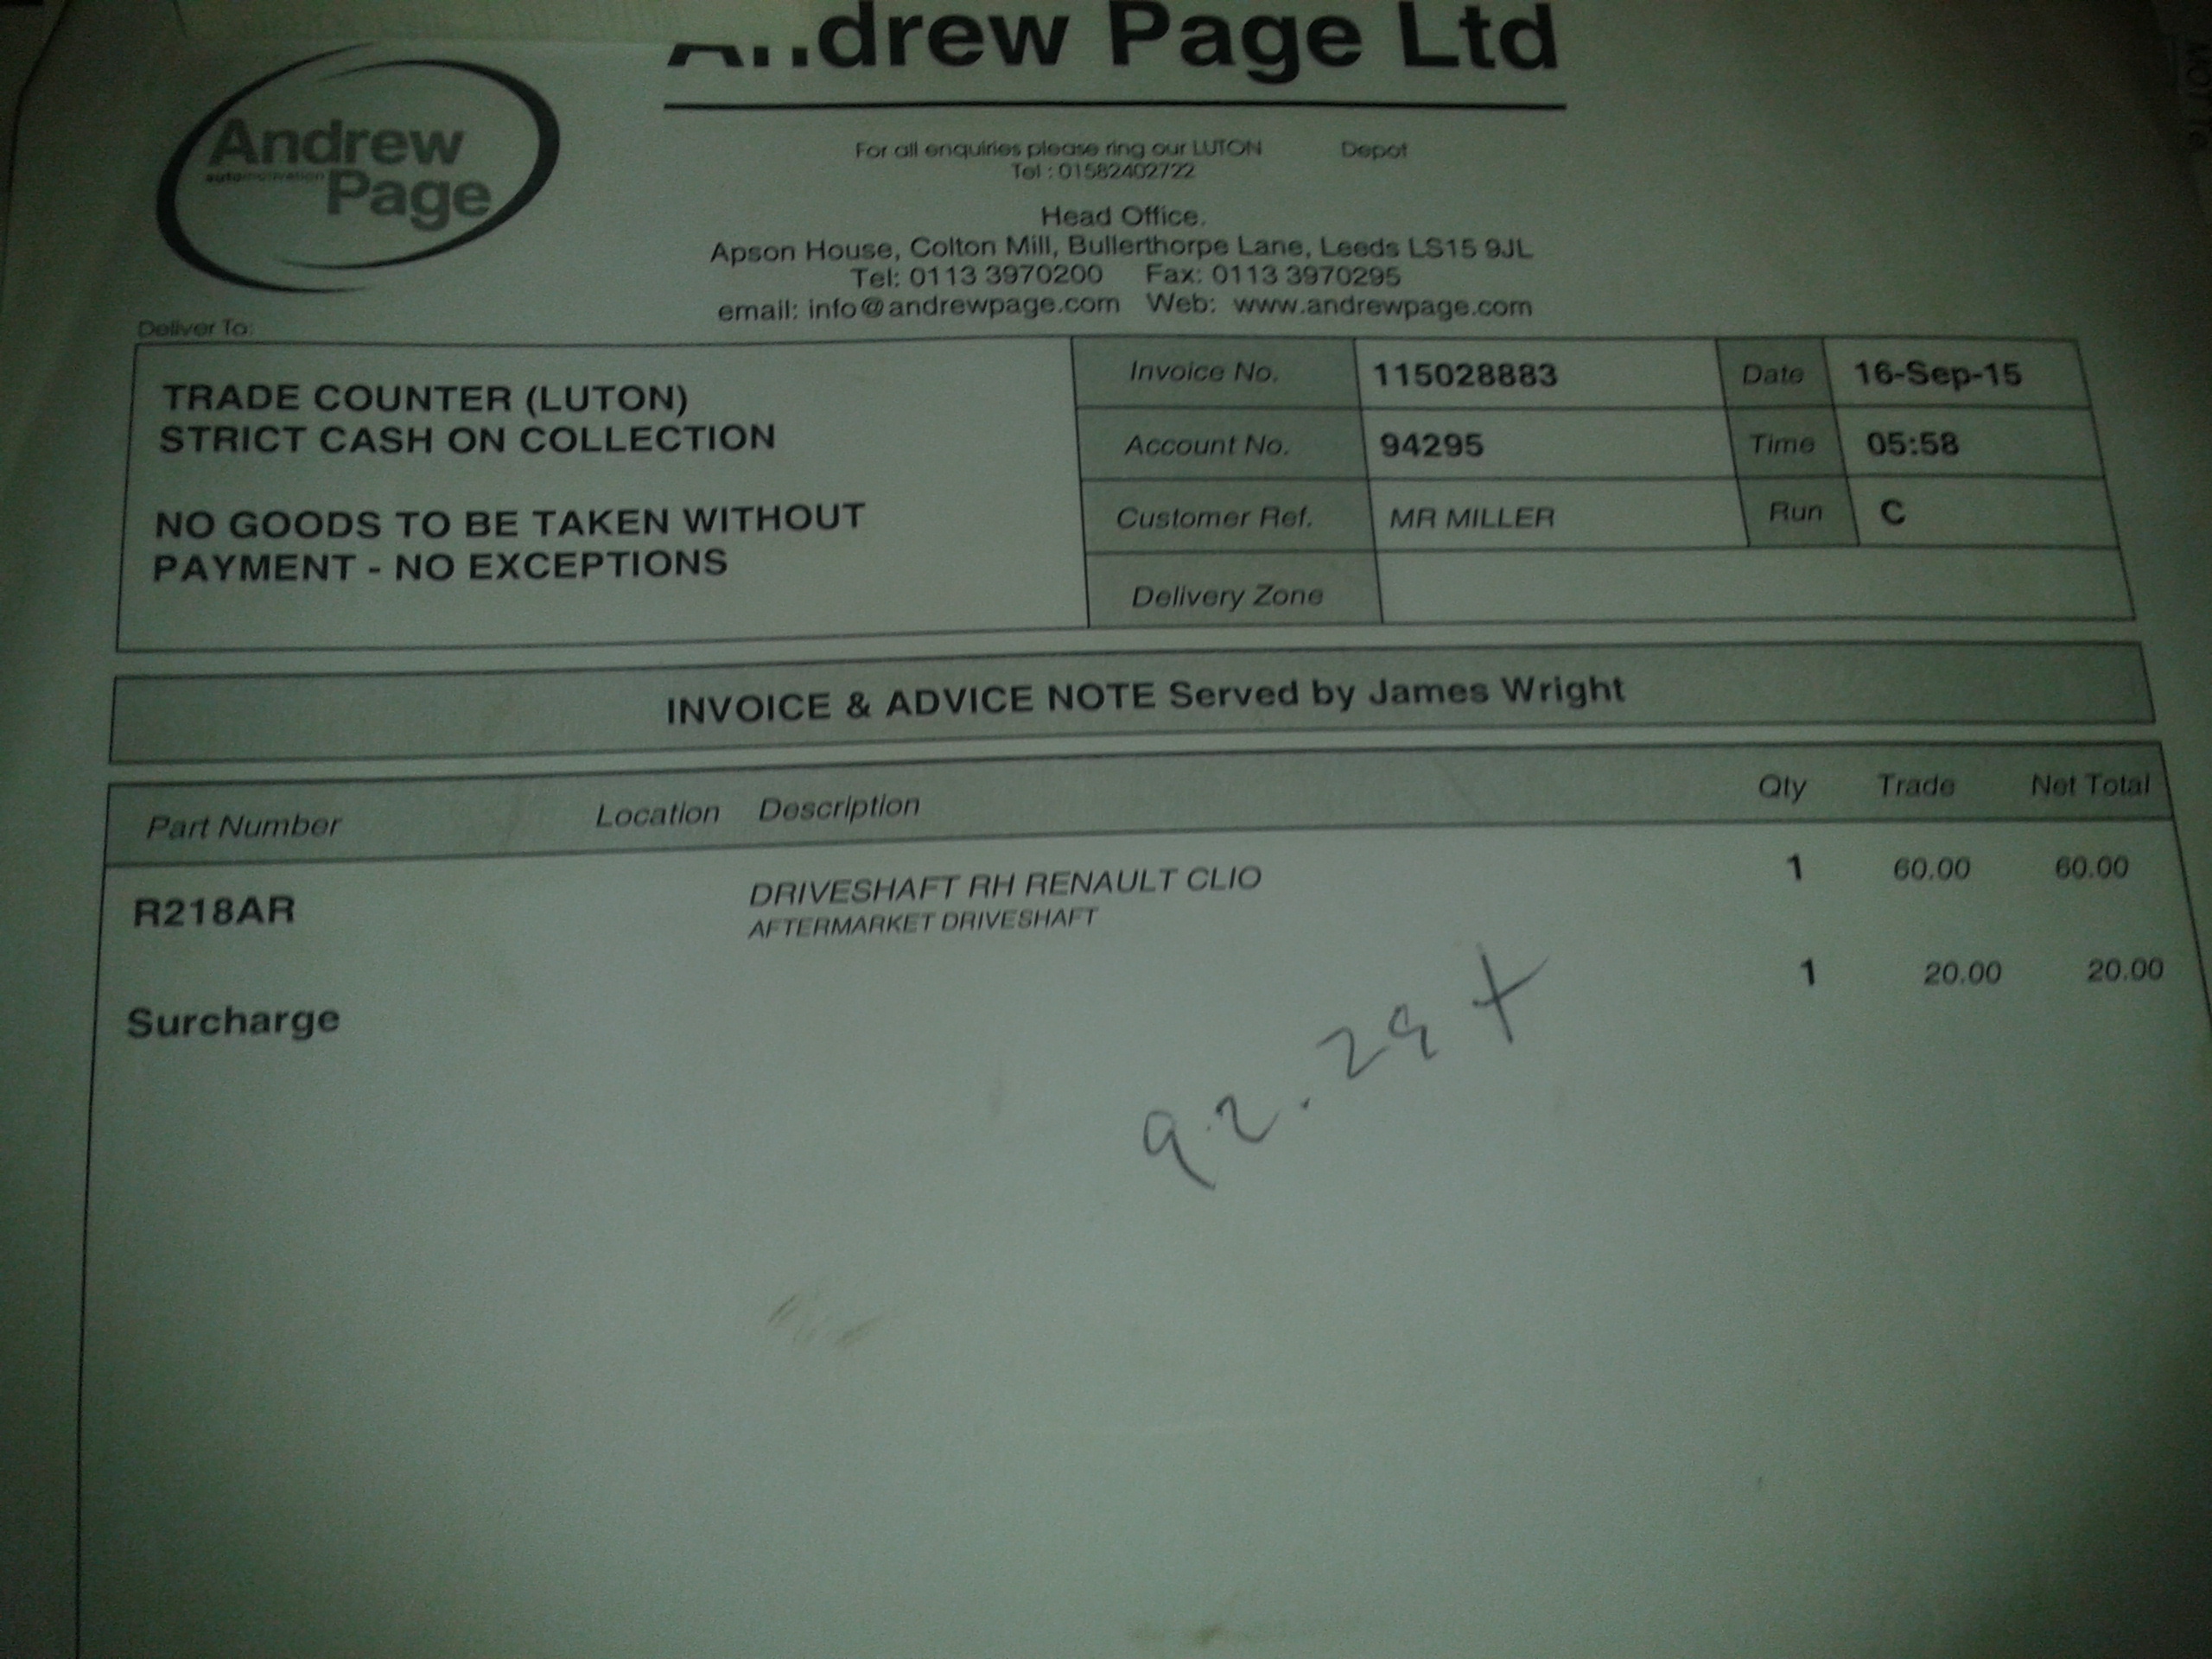 Andrew Page Ltd
Andrew
automotivation
Page
For all enquiries please ring our LUTON Depot
Tel : 01582402722
Head Office.
Apson House, Colton Mill, Bullerthorpe Lane, Leeds LS15 9JL
Tel: 0113 3970200 Fax: 0113 3970295
email: info@andrewpage.com Web: www.andrewpage.com
Deliver To:
TRADE COUNTER (LUTON)
STRICT CASH ON COLLECTION
NO GOODS TO BE TAKEN WITHOUT
PAYMENT - NO EXCEPTIONS
Invoice No. 115028883 Date 16-Sep-15
Account No. 94295 Time 05:58
Customer Ref. MR MILLER Run C
Delivery Zone
INVOICE & ADVICE NOTE Served by James Wright
Part Number Location Description Qty Trade Net Total
R218AR DRIVESHAFT RH RENAULT CLIO 1 60.00 60.00
AFTERMARKET DRIVESHAFT
Surcharge 1 20.00 20.00
92.29